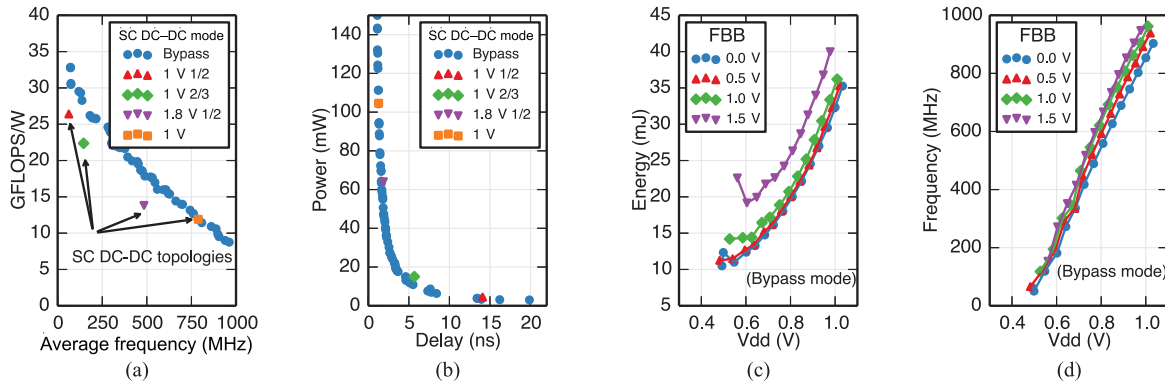 GFLOPS/W
40
35
30
25
20
15
10
5
0
0
250
500
750
1000
Average frequency (MHz)
SC DC–DC mode
Bypass
1 V 1/2
1 V 2/3
1.8 V 1/2
1 V
SC DC-DC topologies
(a)
Power (mW)
140
120
100
80
60
40
20
0
0
5
10
15
20
Delay (ns)
SC DC–DC mode
Bypass
1 V 1/2
1 V 2/3
1.8 V 1/2
1 V
(b)
Energy (mJ)
45
40
35
30
25
20
15
10
5
0.4
0.6
0.8
1.0
Vdd (V)
FBB
0.0 V
0.5 V
1.0 V
1.5 V
(Bypass mode)
(c)
Frequency (MHz)
1000
800
600
400
200
0
0.4
0.6
0.8
1.0
Vdd (V)
FBB
0.0 V
0.5 V
1.0 V
1.5 V
(Bypass mode)
(d)